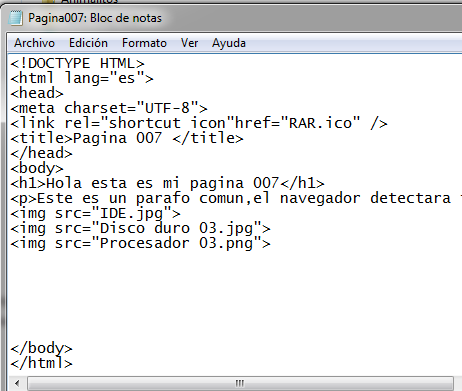 Pagina007: Bloc de notas
Archivo Edición Formato Ver Ayuda
<!DOCTYPE HTML>
<html lang="es">
<head>
<meta charset="UTF-8">
<link rel="shortcut icon"href="RAR.ico" />
<title>Pagina 007 </title>
</head>
<body>
<h1>Hola esta es mi pagina 007</h1>
<p>Este es un parafo comun,el navegador detectara
<img src="IDE.jpg">
<img src="Disco duro 03.jpg">
<img src="Procesador 03.png">
</body>
</html>